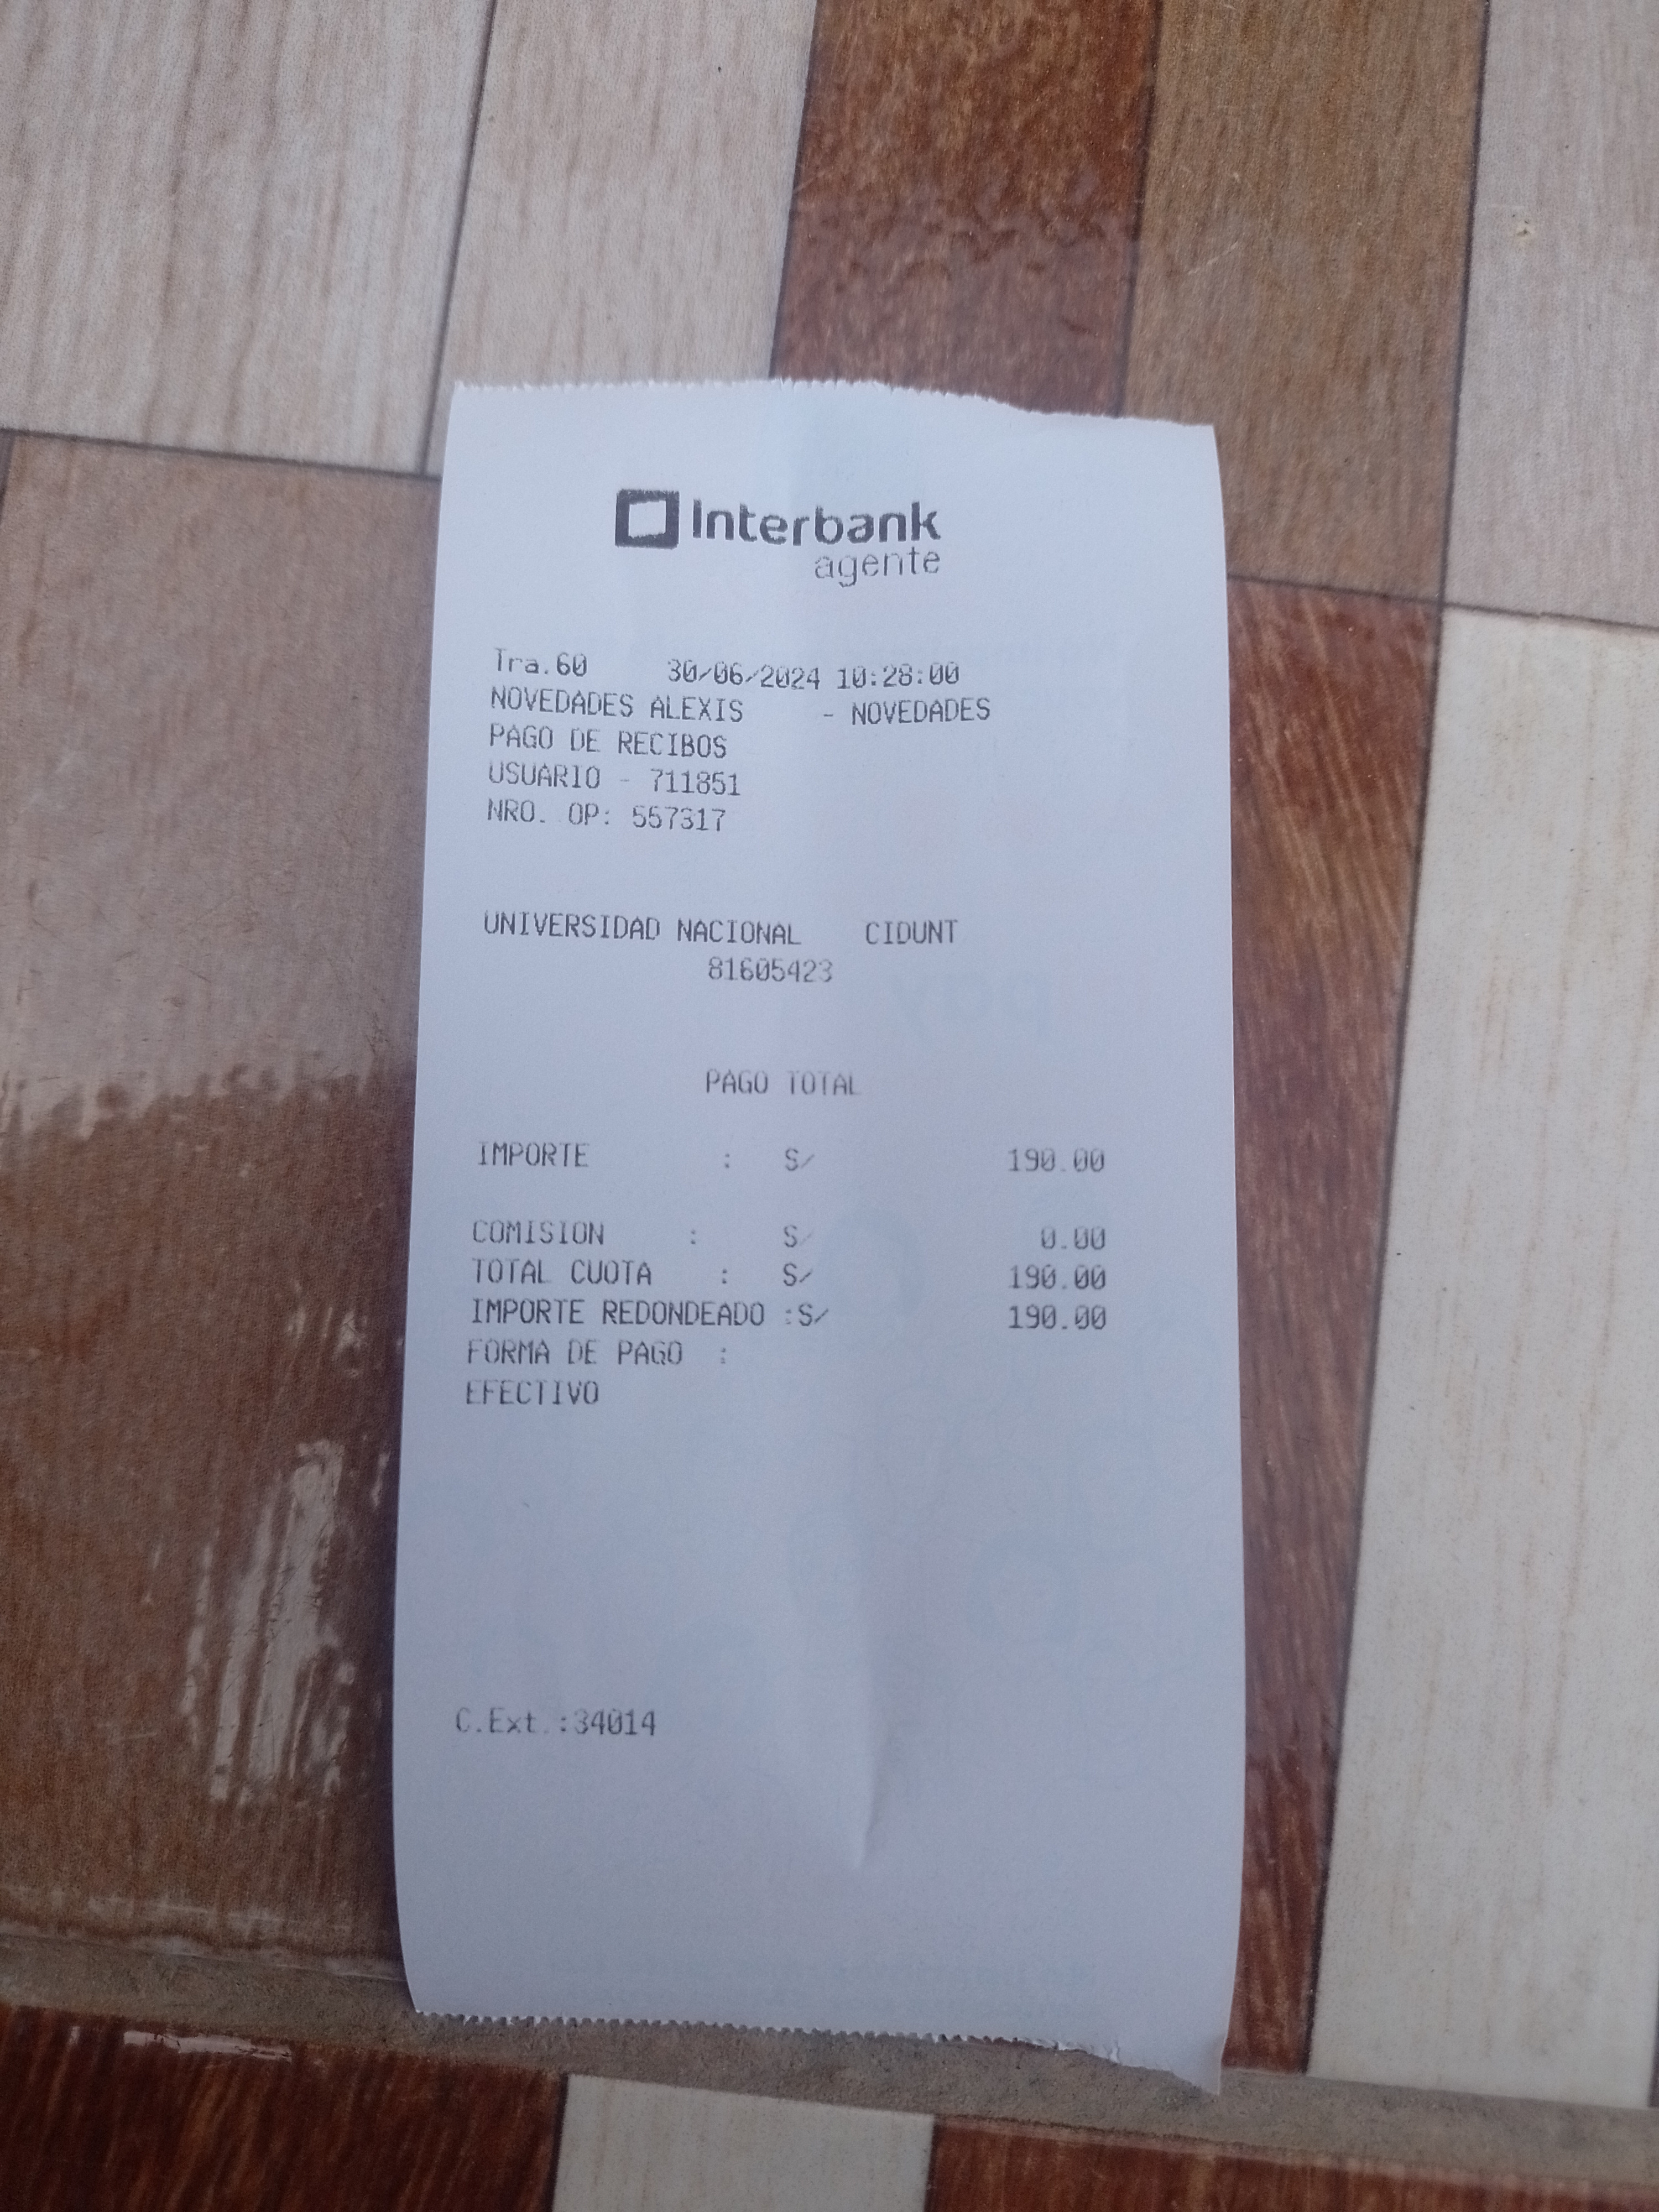 Interbank
agente
Tra.60 30/06/2024 10:28:00
NOVEDADES ALEXIS - NOVEDADES
PAGO DE RECIBOS
USUARIO - 711851
NRO. OP: 557317
UNIVERSIDAD NACIONAL CIDUNT
81605423
PAGO TOTAL
IMPORTE : S/ 190.00
COMISION : S/ 0.00
TOTAL CUOTA : S/ 190.00
IMPORTE REDONDEADO :S/ 190.00
FORMA DE PAGO :
EFECTIVO
C.Ext.:34014